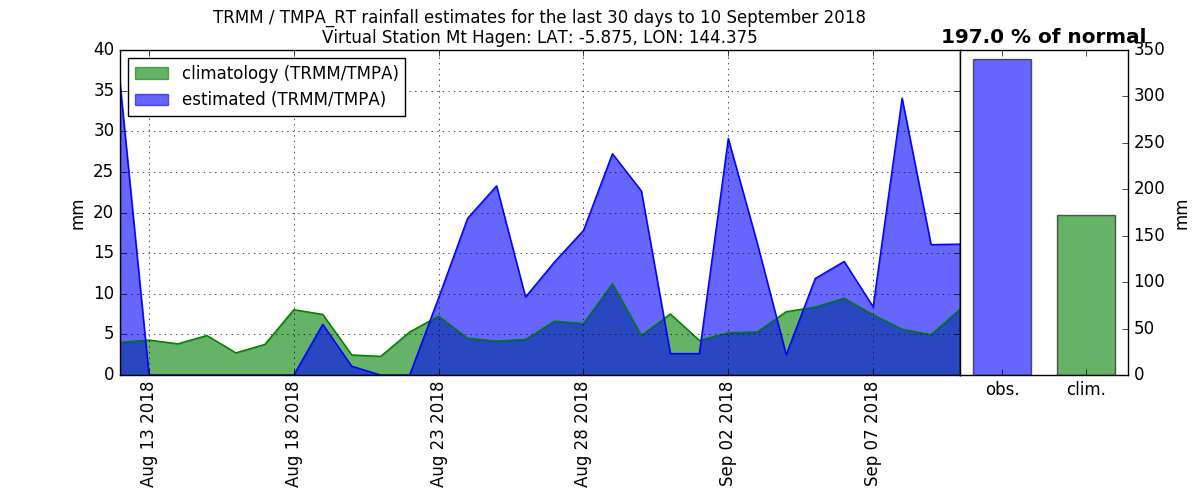 TRMM / TMPA_RT rainfall estimates for the last 30 days to 10 September 2018
Virtual Station Mt Hagen: LAT: -5.875, LON: 144.375
197.0 % of normal
climatology (TRMM/TMPA)
estimated (TRMM/TMPA)
40
35
30
25
20
15
10
5
0
mm
Aug 13 2018
Aug 18 2018
Aug 23 2018
Aug 28 2018
Sep 02 2018
Sep 07 2018
obs.
clim.
350
300
250
200
150
100
50
0
mm